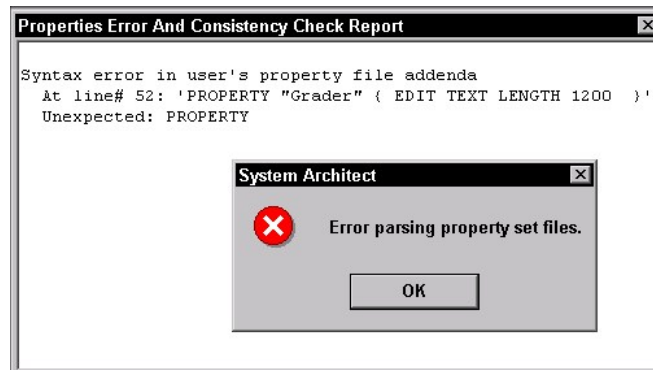 Properties Error And Consistency Check Report
Syntax error in user's property file addenda
At line# 52: 'PROPERTY "Grader" { EDIT TEXT LENGTH 1200 }'
Unexpected: PROPERTY
System Architect
Error parsing property set files.
OK